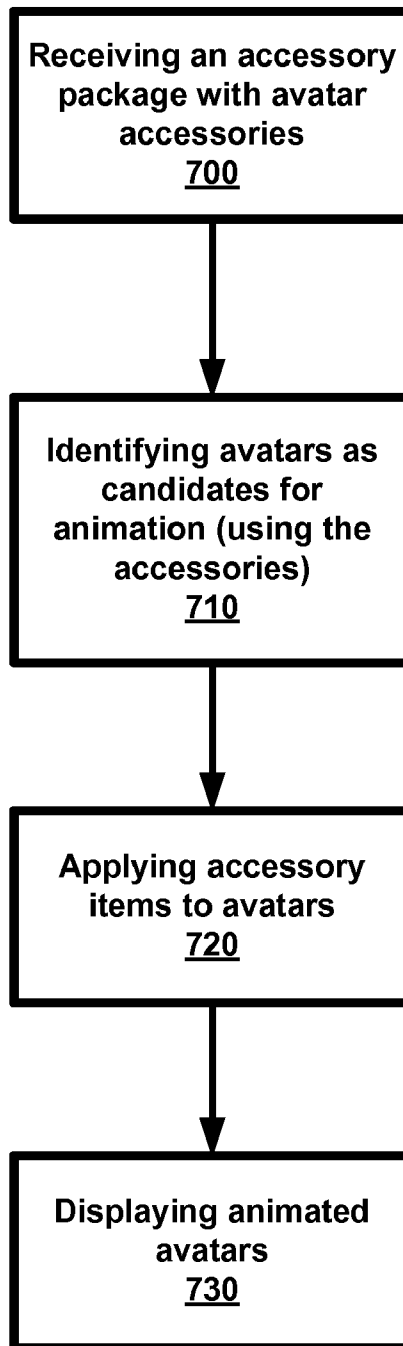 Receiving an accessory
package with avatar
accessories
700
Identifying avatars as
candidates for
animation (using the
accessories)
710
Applying accessory
items to avatars
720
Displaying animated
avatars
730